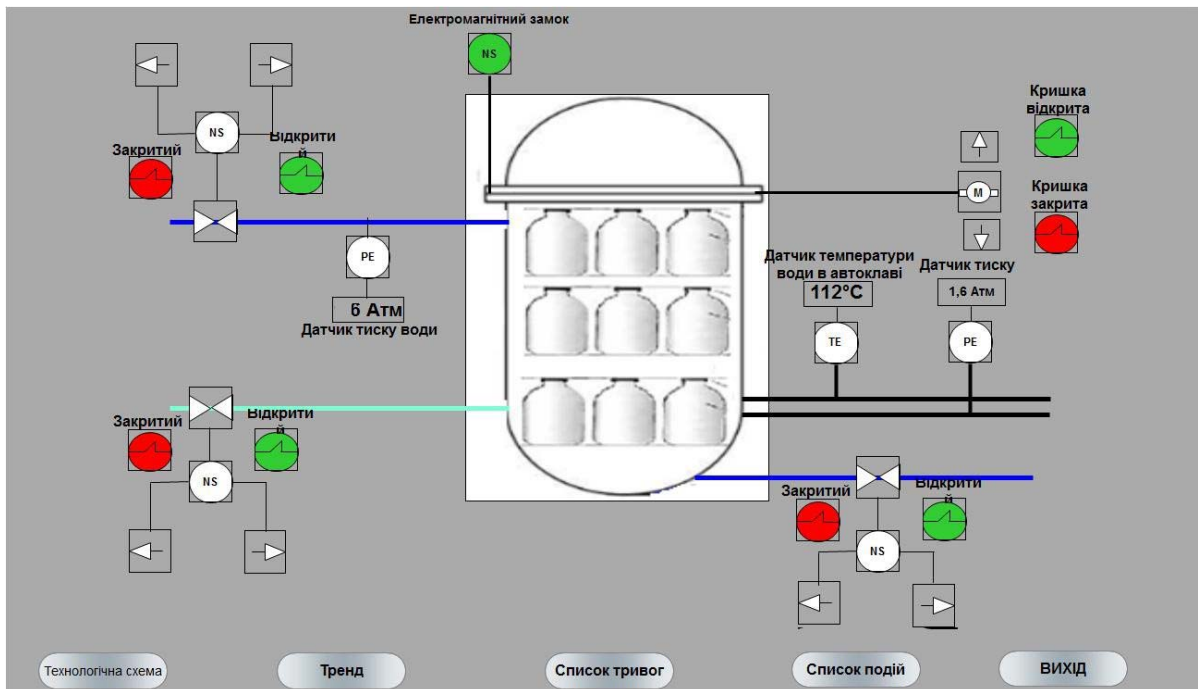 Електромагнітний замок
NS
NS
Закритий
Відкрити
й
Кришка
відкрита
M
Кришка
закрита
PE
6 Атм
Датчик тиску води
Датчик температури
води в автоклаві
112°C
TE
Датчик тиску
1,6 Атм
PE
Закритий
Відкрити
й
NS
Закритий
Відкрити
й
NS
Технологічна схема
Тренд
Список тривог
Список подій
ВИХІД